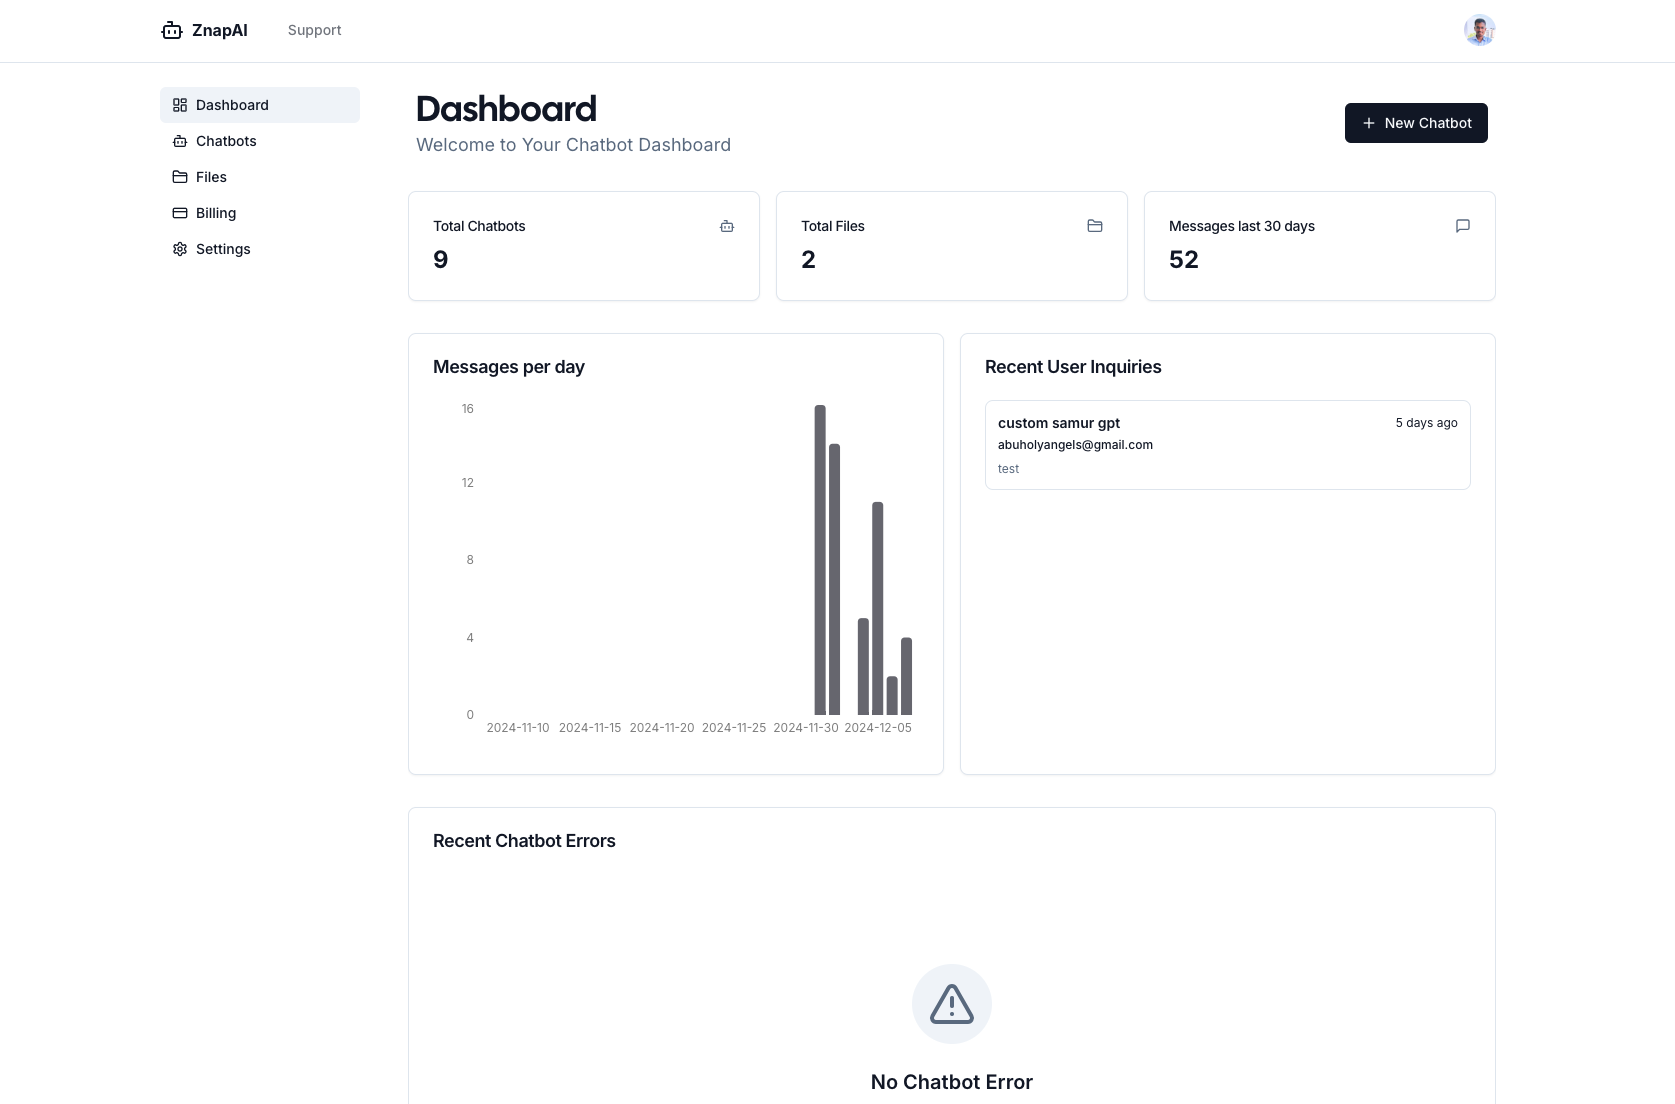 ZnapAI
Support
Dashboard
Chatbots
Files
Billing
Settings
Dashboard
Welcome to Your Chatbot Dashboard
New Chatbot
Total Chatbots
9
Total Files
2
Messages last 30 days
52
Messages per day
16
12
8
4
0
2024-11-10 2024-11-15 2024-11-20 2024-11-25 2024-11-30 2024-12-05
Recent User Inquiries
custom samur gpt 5 days ago
abuholyangels@gmail.com
test
Recent Chatbot Errors
No Chatbot Error